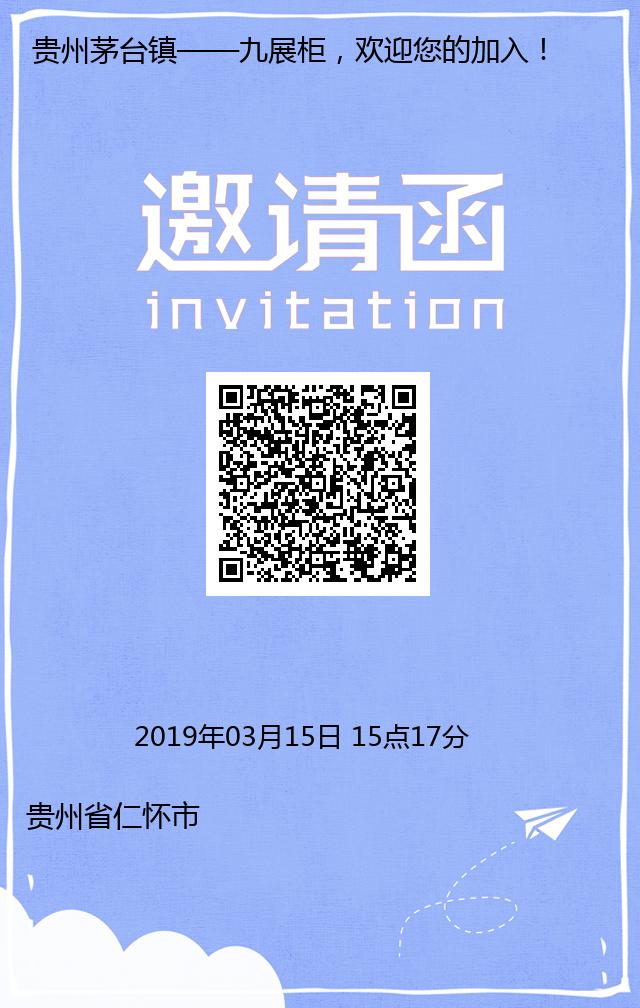 贵州茅台镇——九展柜，欢迎您的加入！
邀请函
invitation
2019年03月15日 15点17分
贵州省仁怀市